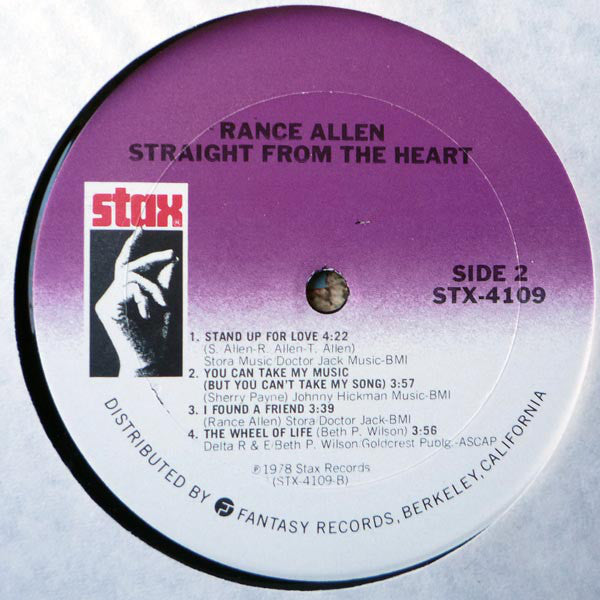 RANCE ALLEN
STRAIGHT FROM THE HEART
stax
SIDE 2
STX-4109
1. STAND UP FOR LOVE 4:22
(S. Allen-R. Allen-T. Allen)
Stora Music/Doctor Jack Music-BMI
2. YOU CAN TAKE MY MUSIC
(BUT YOU CAN'T TAKE MY SONG) 3:57
(Sherry Payne) Johnny Hickman Music-BMI
3. I FOUND A FRIEND 3:39
(Rance Allen) Stora/Doctor Jack-BMI
4. THE WHEEL OF LIFE (Beth P. Wilson) 3:56
Delta R & E/Beth P. Wilson/Goldcrest Publg.-ASCAP
℗1978 Stax Records
(STX-4109-B)
DISTRIBUTED BY FANTASY RECORDS, BERKELEY, CALIFORNIA